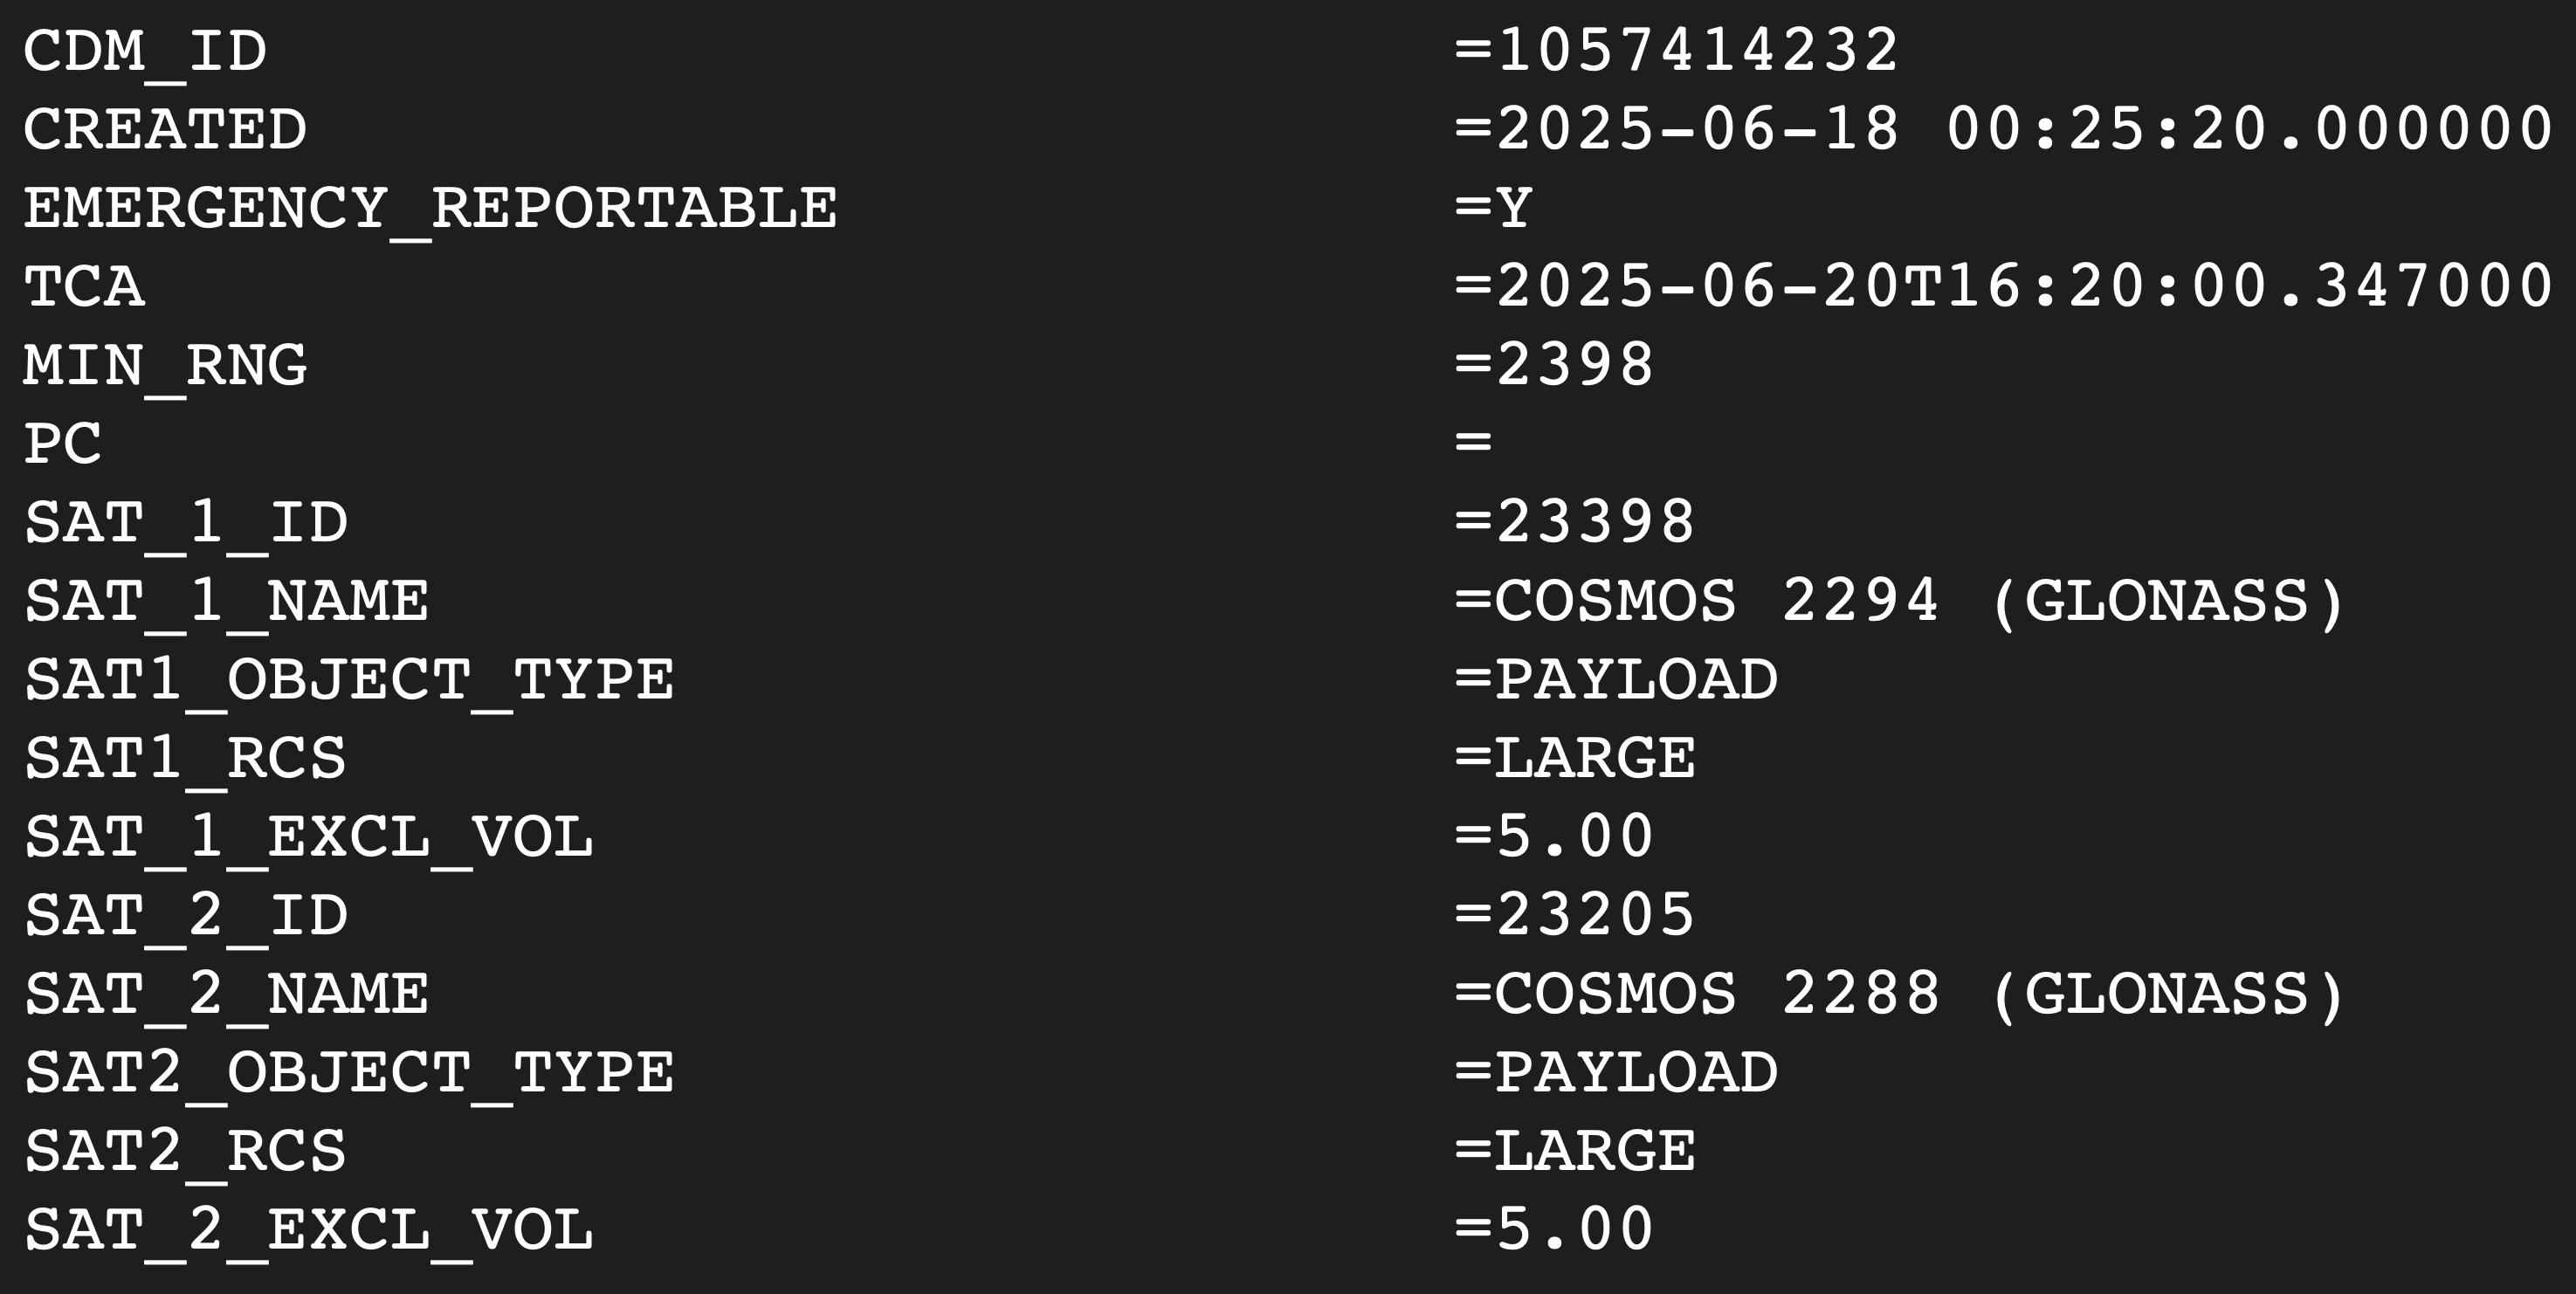 CDM_ID =1057414232
CREATED =2025-06-18 00:25:20.000000
EMERGENCY_REPORTABLE =Y
TCA =2025-06-20T16:20:00.347000
MIN_RNG =2398
PC =
SAT_1_ID =23398
SAT_1_NAME =COSMOS 2294 (GLONASS)
SAT1_OBJECT_TYPE =PAYLOAD
SAT1_RCS =LARGE
SAT_1_EXCL_VOL =5.00
SAT_2_ID =23205
SAT_2_NAME =COSMOS 2288 (GLONASS)
SAT2_OBJECT_TYPE =PAYLOAD
SAT2_RCS =LARGE
SAT_2_EXCL_VOL =5.00